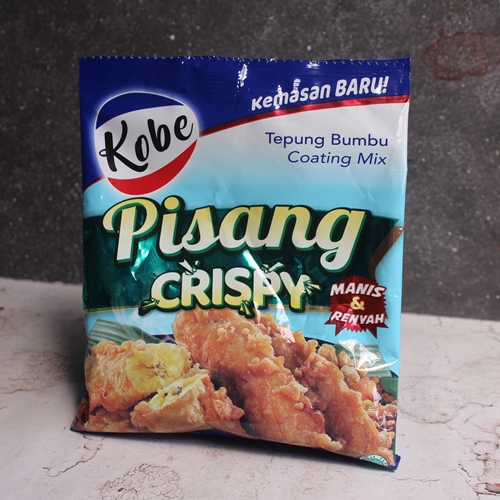 Kobe
Kemasan BARU!
Tepung Bumbu
Coating Mix
Pisang
CRISPY
MANIS
&
RENYAH